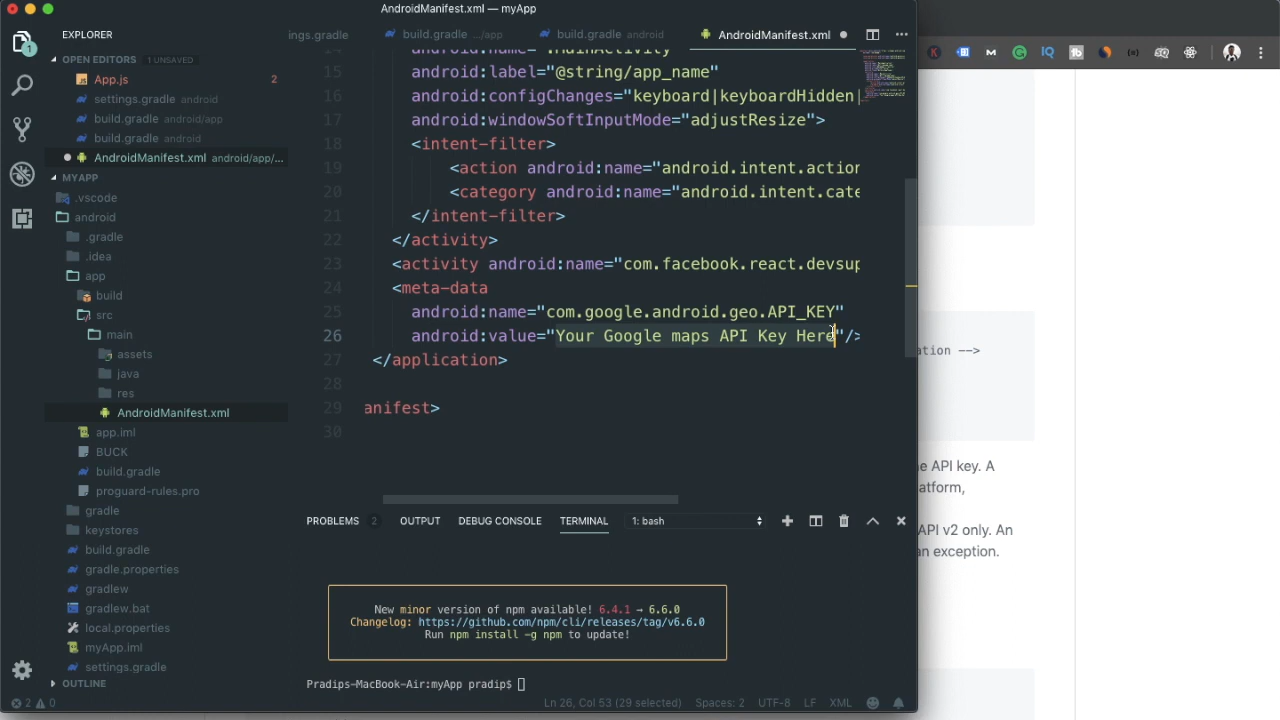 AndroidManifest.xml — myApp
EXPLORER
ings.gradle
build.gradle .../app
build.gradle android
AndroidManifest.xml
OPEN EDITORS 1 UNSAVED
App.js 2
settings.gradle android
build.gradle android/app
build.gradle android
AndroidManifest.xml android/app/...
MYAPP
.vscode
android
.gradle
.idea
app
build
src
main
assets
java
res
AndroidManifest.xml
app.iml
BUCK
build.gradle
proguard-rules.pro
gradle
keystores
build.gradle
gradle.properties
gradlew
gradlew.bat
local.properties
myApp.iml
settings.gradle
OUTLINE
14 android:name=".MainActivity"
15 android:label="@string/app_name"
16 android:configChanges="keyboard|keyboardHidden|
17 android:windowSoftInputMode="adjustResize">
18 <intent-filter>
19 <action android:name="android.intent.action
20 <category android:name="android.intent.cate
21 </intent-filter>
22 </activity>
23 <activity android:name="com.facebook.react.devsup
24 <meta-data
25 android:name="com.google.android.geo.API_KEY"
26 android:value="Your Google maps API Key Here"/>
27 </application>
28
29 anifest>
30
PROBLEMS 2 OUTPUT DEBUG CONSOLE TERMINAL 1: bash
New minor version of npm available! 6.4.1 → 6.6.0
Changelog: https://github.com/npm/cli/releases/tag/v6.6.0
Run npm install -g npm to update!
Pradips-MacBook-Air:myApp pradip$
2 0
Ln 26, Col 53 (29 selected) Spaces: 2 UTF-8 LF XML
1
ation -->
e API key. A
atform,
API v2 only. An
an exception.